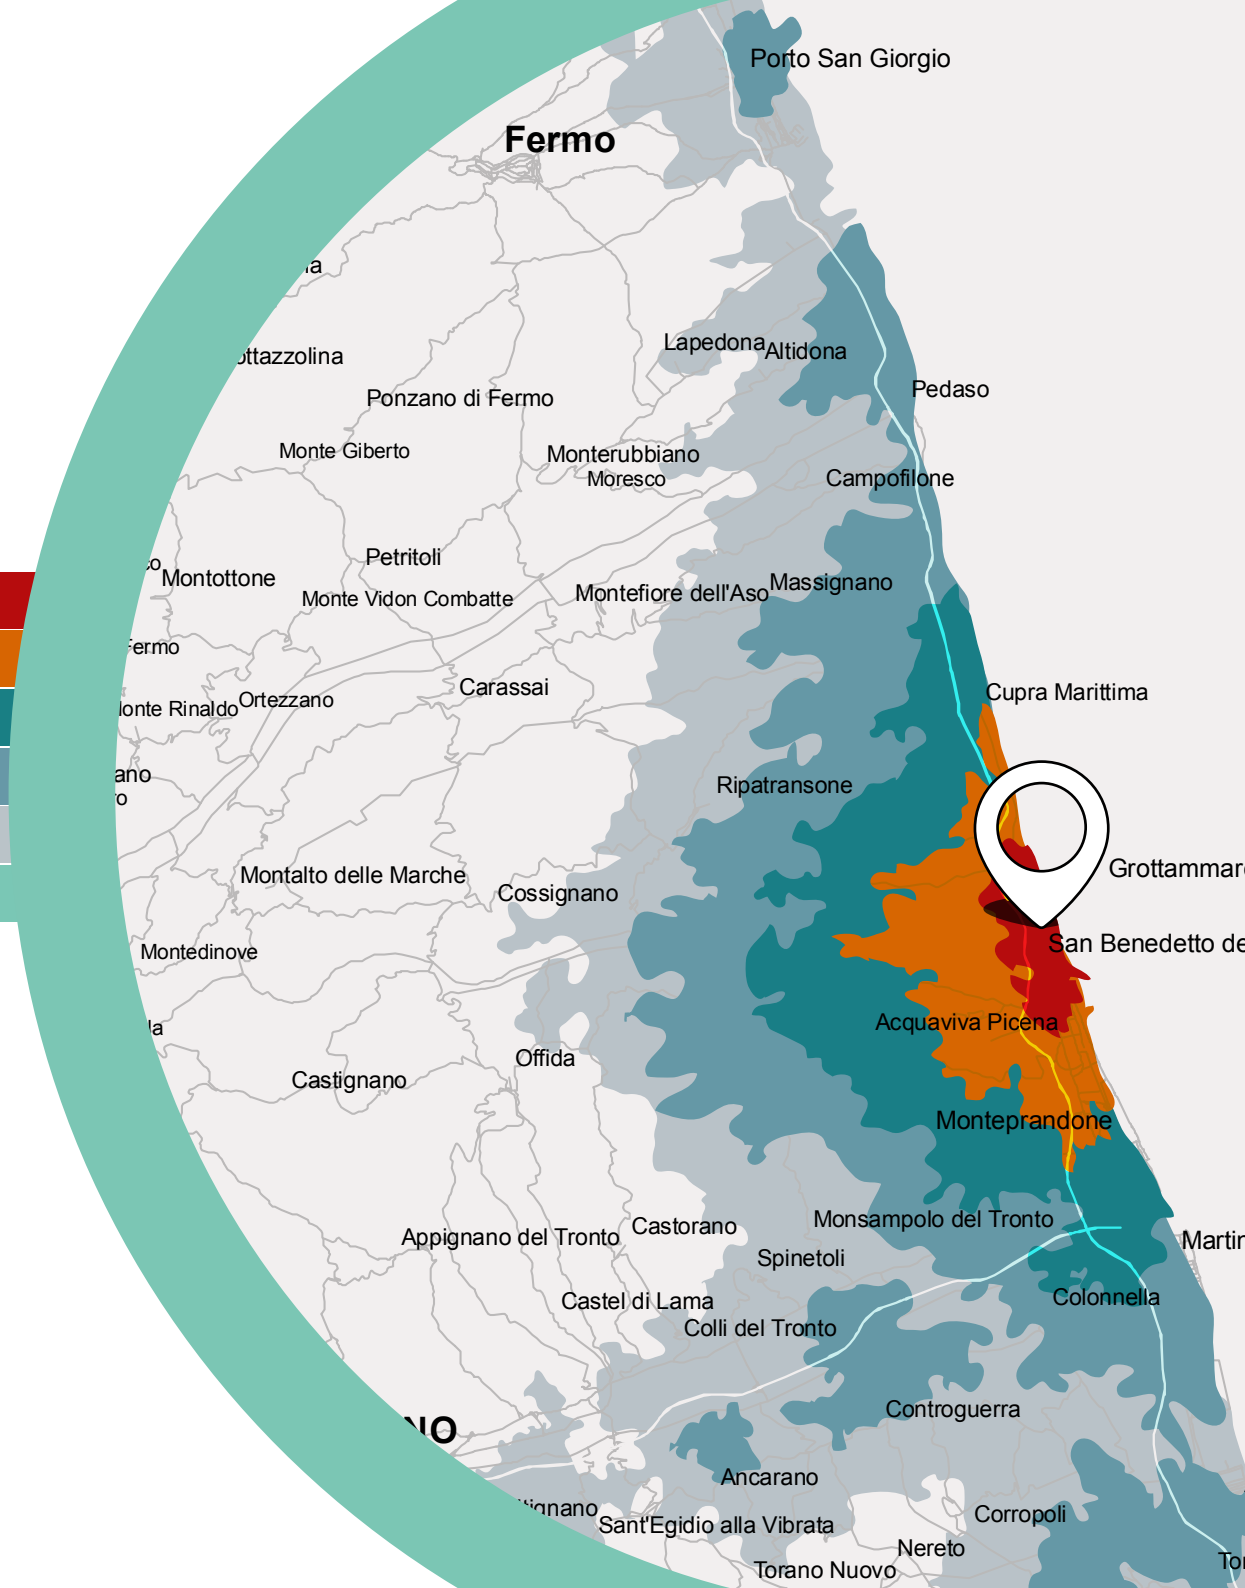 Porto San Giorgio
Fermo
Lapedona
Altidona
Pedaso
Ponzano di Fermo
Monte Giberto
Monterubbiano
Moresco
Campofilone
Petritoli
Montottone
Monte Vidon Combatte
Montefiore dell'Aso
Massignano
Fermo
Carassai
Cupra Marittima
Rinaldo
Ortezzano
Ripatransone
Montalto delle Marche
Cossignano
San Benedetto
Montedinove
Acquaviva Picena
Offida
Castignano
Monteprandone
Monsampolo del Tronto
Castorano
Appignano del Tronto
Spinetoli
Castel di Lama
Colonnella
Colli del Tronto
Controguerra
Ancarano
Corropoli
Sant'Egidio alla Vibrata
Nereto
Torano Nuovo